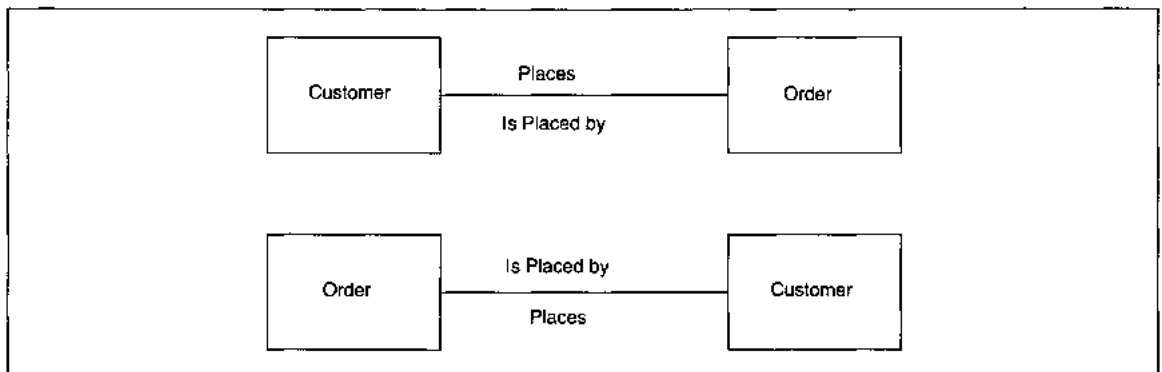 Places
Customer
Order
Is Placed by
Is Placed by
Order
Customer
Places